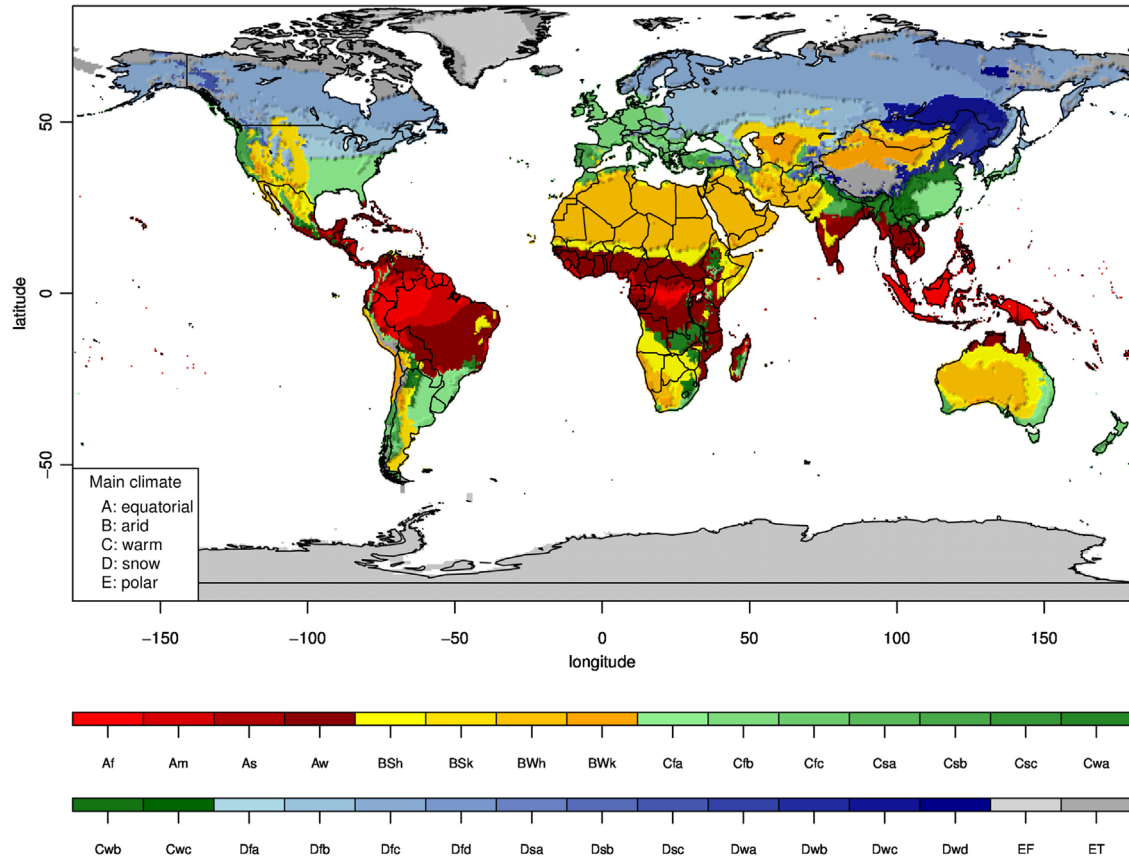 50
0
−50
latitude
Main climate
A: equatorial
B: arid
C: warm
D: snow
E: polar
−150 −100 −50 0 50 100 150
longitude
Af Am As Aw BSh BSk BWh BWk Cfa Cfb Cfc Csa Csb Csc Cwa
Cwb Cwc Dfa Dfb Dfc Dfd Dsa Dsb Dsc Dwa Dwb Dwc Dwd EF ET